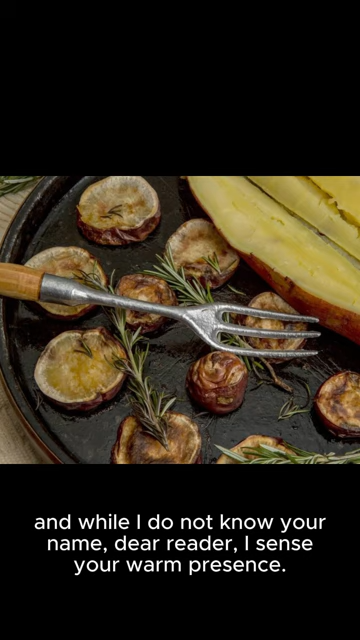 and while I do not know your
name, dear reader, I sense
your warm presence.